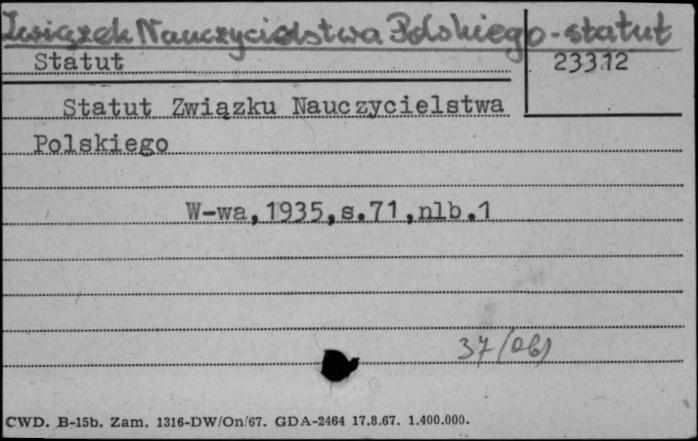 Związek Nauczycielstwa Polskiego - statut
Statut
23312
Statut Związku Nauczycielstwa
Polskiego
W-wa,1935,s.71,nlb.1
37/06)
CWD. B-15b. Zam. 1316-DW/On/67. GDA-2464 17.8.67. 1.400.000.